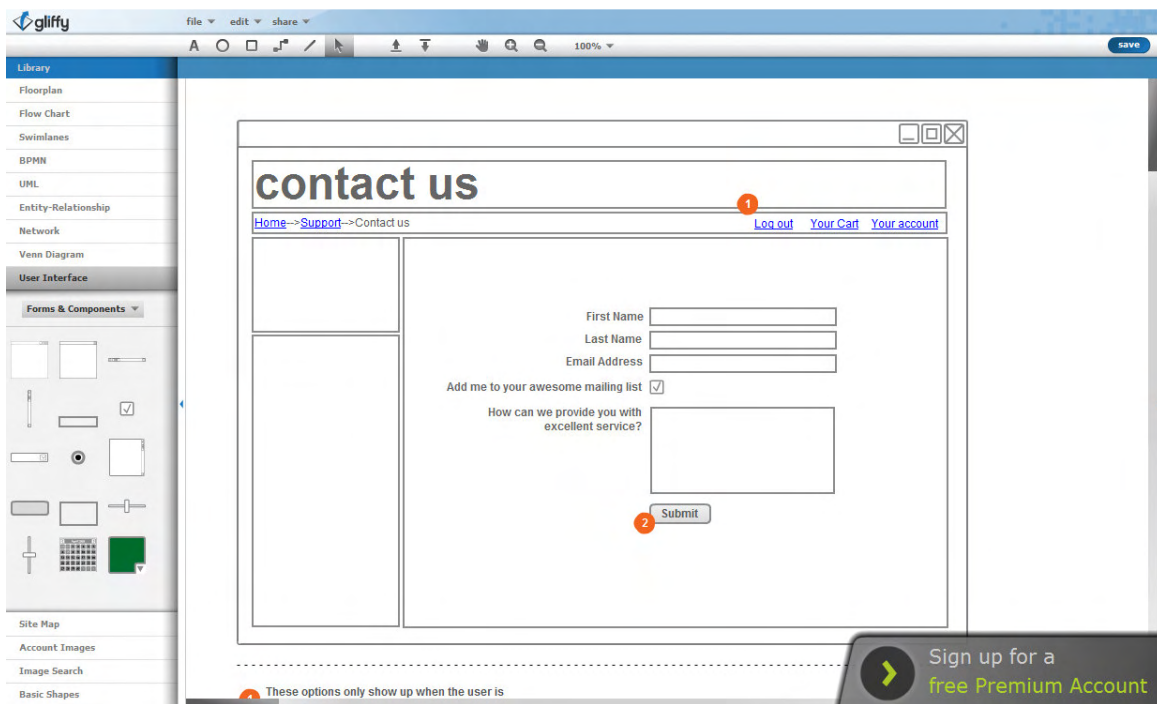 gliffy
file edit share
A 100% save
Library
Floorplan
Flow Chart
Swimlanes
BPMN
UML
Entity-Relationship
Network
Venn Diagram
User Interface
Forms & Components
Site Map
Account Images
Image Search
Basic Shapes
contact us
1
Home-->Support-->Contact us
Log out Your Cart Your account
First Name
Last Name
Email Address
Add me to your awesome mailing list
How can we provide you with
excellent service?
Submit
2
These options only show up when the user is
Sign up for a
free Premium Account